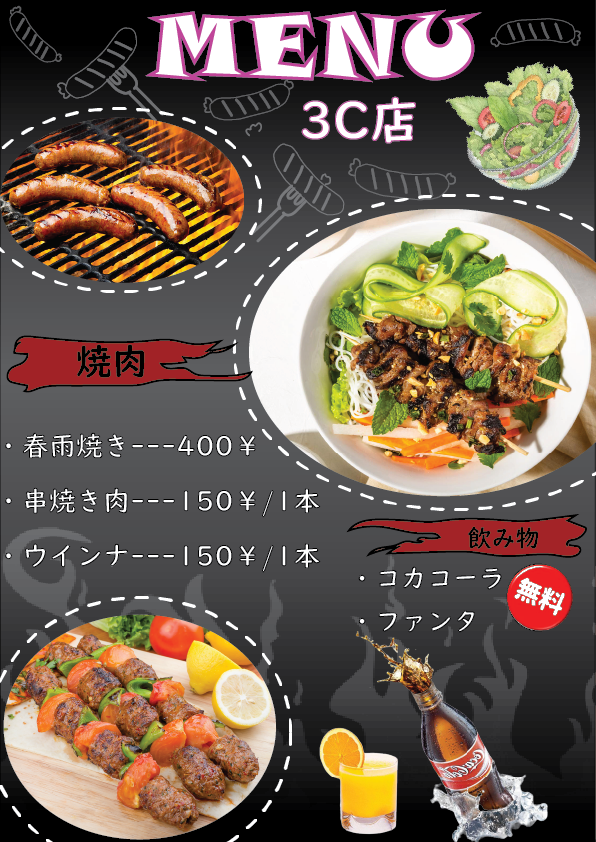 MENU
3C店
焼肉
・春雨焼き---400￥
・串焼き肉---150￥/1本
・ウインナ---150￥/1本
飲み物
・コカコーラ
・ファンタ
無料
Coca-Cola